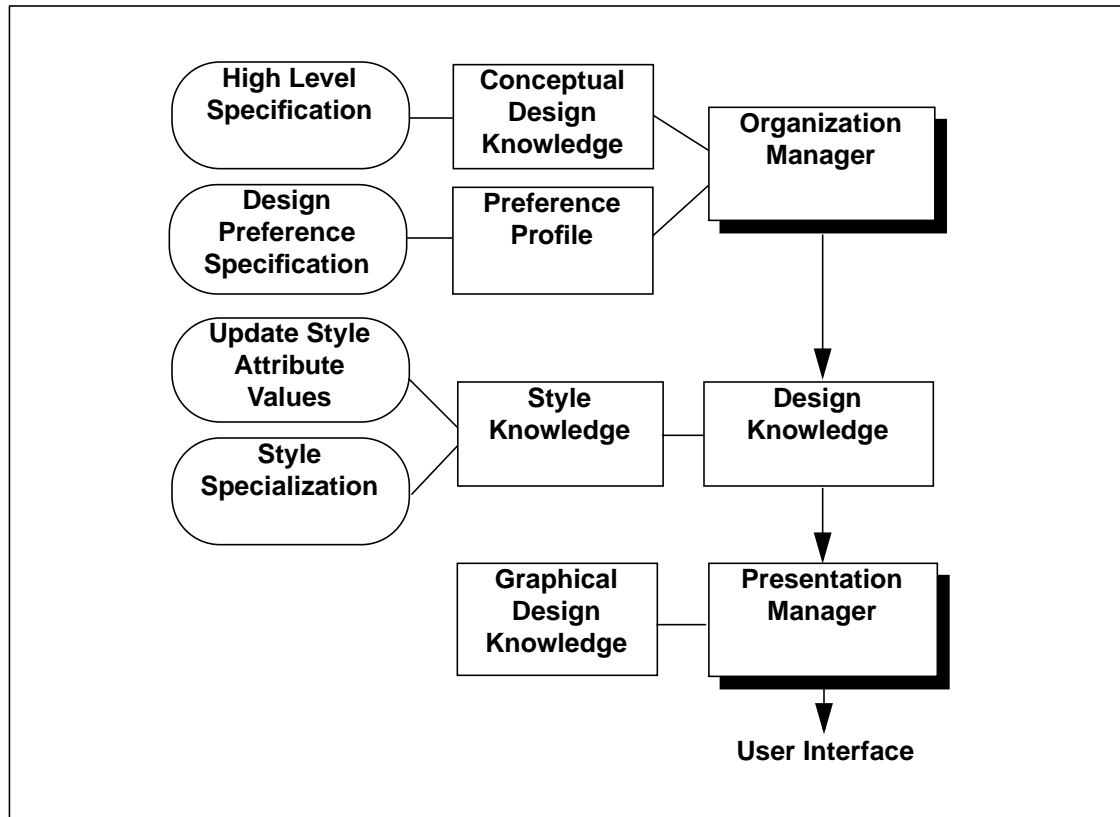 High Level
Specification
Conceptual
Design
Knowledge
Organization
Manager
Design
Preference
Specification
Preference
Profile
Update Style
Attribute
Values
Style
Knowledge
Design
Knowledge
Style
Specialization
Graphical
Design
Knowledge
Presentation
Manager
User Interface